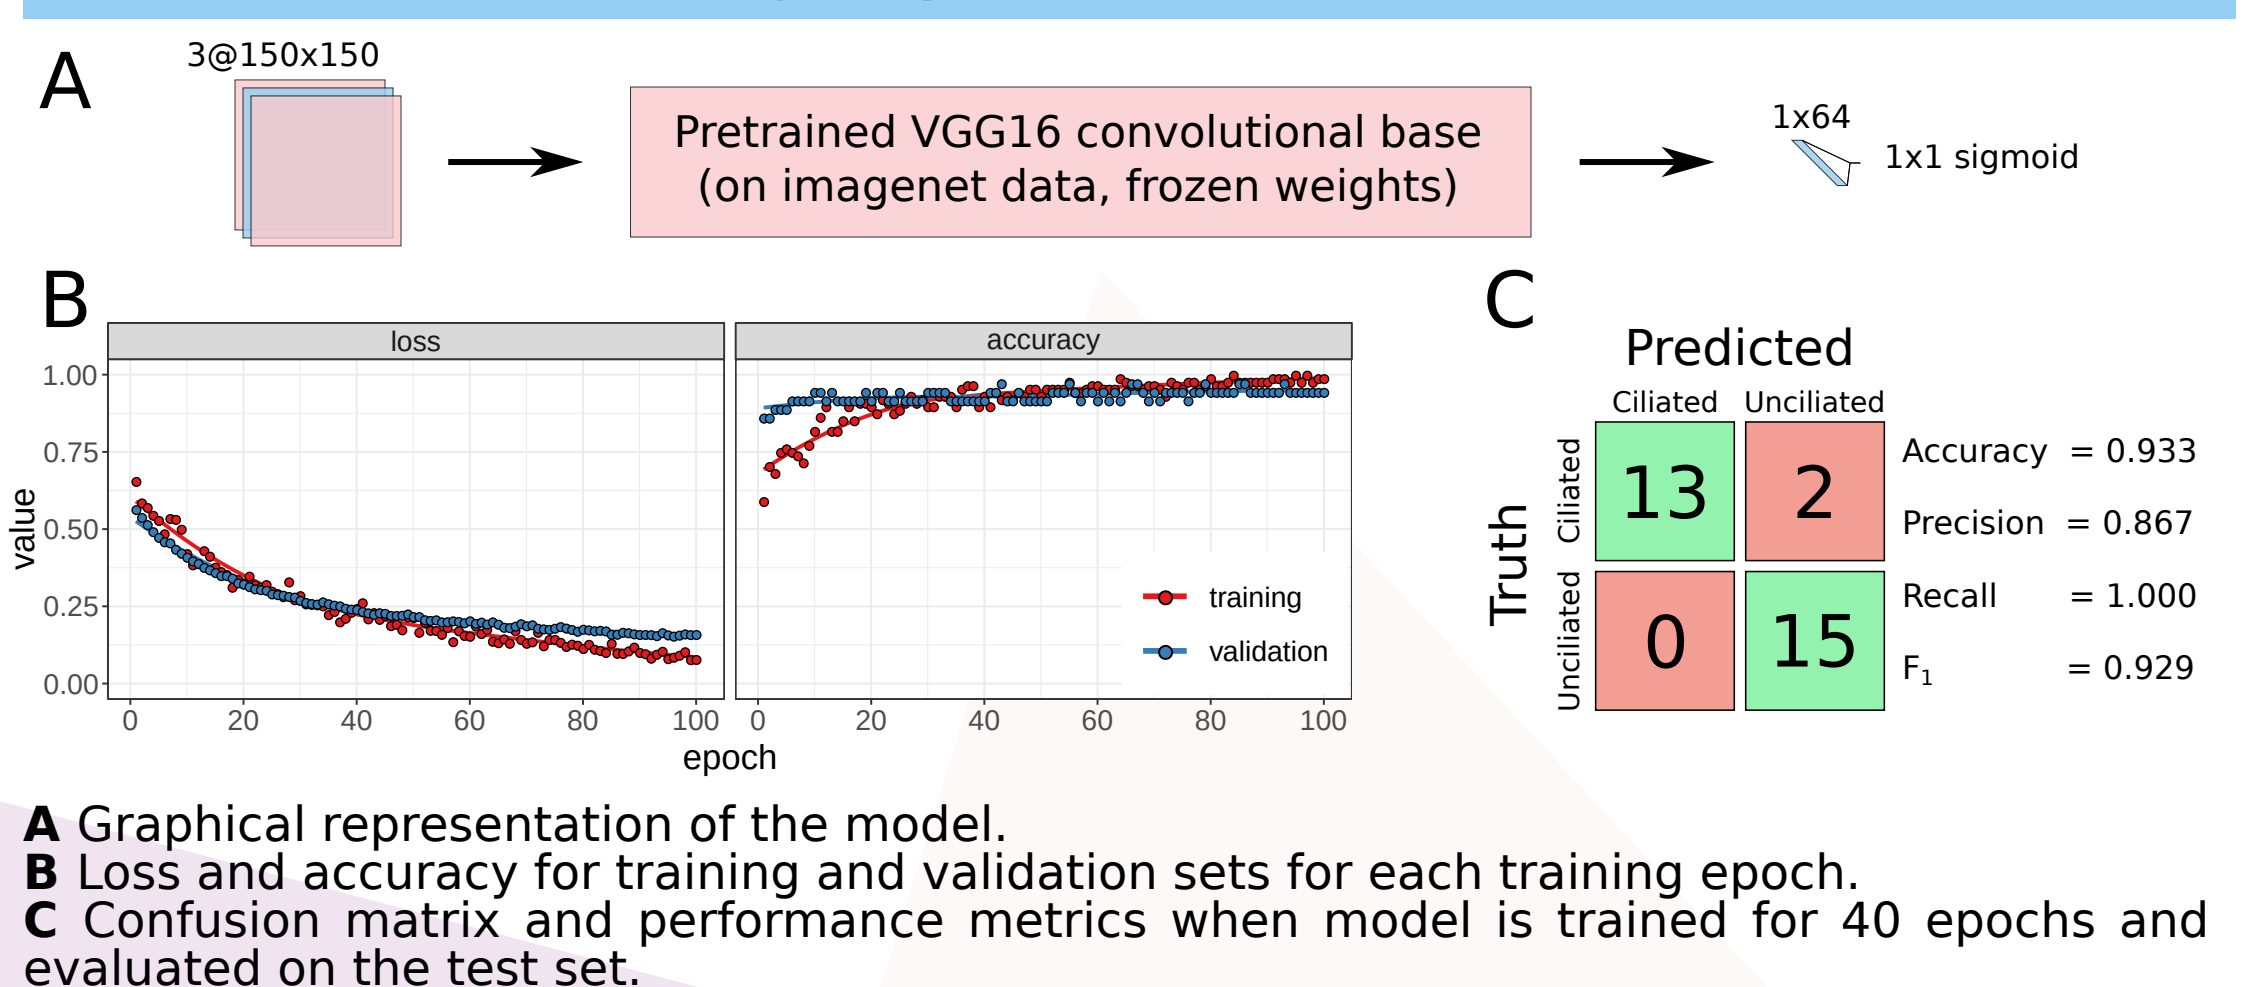 A
3@150x150
Pretrained VGG16 convolutional base
(on imagenet data, frozen weights)
1x64
1x1 sigmoid
B
loss
accuracy
value
1.00
0.75
0.50
0.25
0.00
0 20 40 60 80 100
0 20 40 60 80 100
epoch
training
validation
C
Predicted
Ciliated Unciliated
Truth
Ciliated
Unciliated
13 2
0 15
Accuracy = 0.933
Precision = 0.867
Recall = 1.000
F₁ = 0.929
A Graphical representation of the model.
B Loss and accuracy for training and validation sets for each training epoch.
C Confusion matrix and performance metrics when model is trained for 40 epochs and
evaluated on the test set.